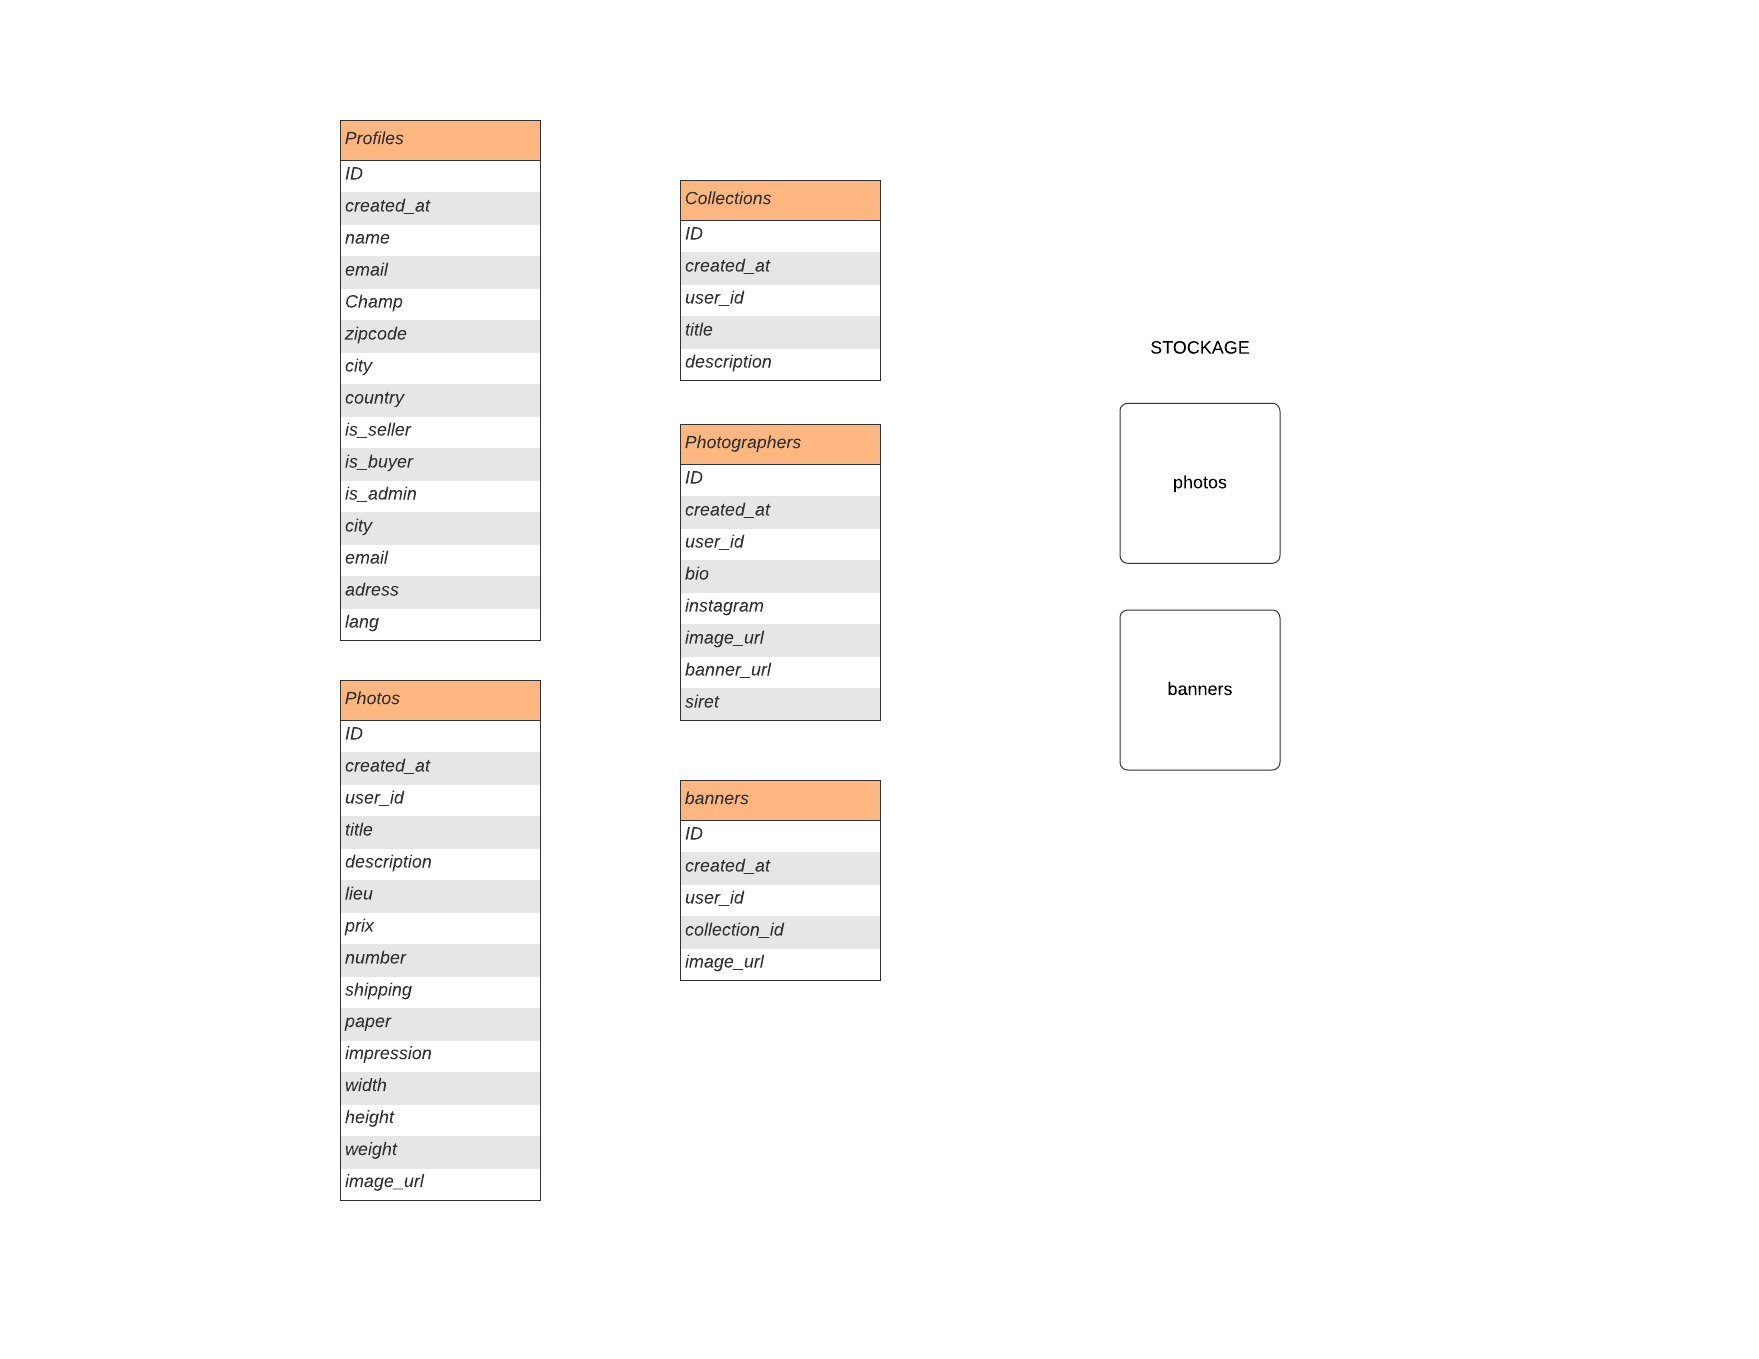 Profiles
ID
created_at
name
email
Champ
zipcode
city
country
is_seller
is_buyer
is_admin
city
email
adress
lang
Photos
ID
created_at
user_id
title
description
lieu
prix
number
shipping
paper
impression
width
height
weight
image_url
Collections
ID
created_at
user_id
title
description
Photographers
ID
created_at
user_id
bio
instagram
image_url
banner_url
siret
banners
ID
created_at
user_id
collection_id
image_url
STOCKAGE
photos
banners